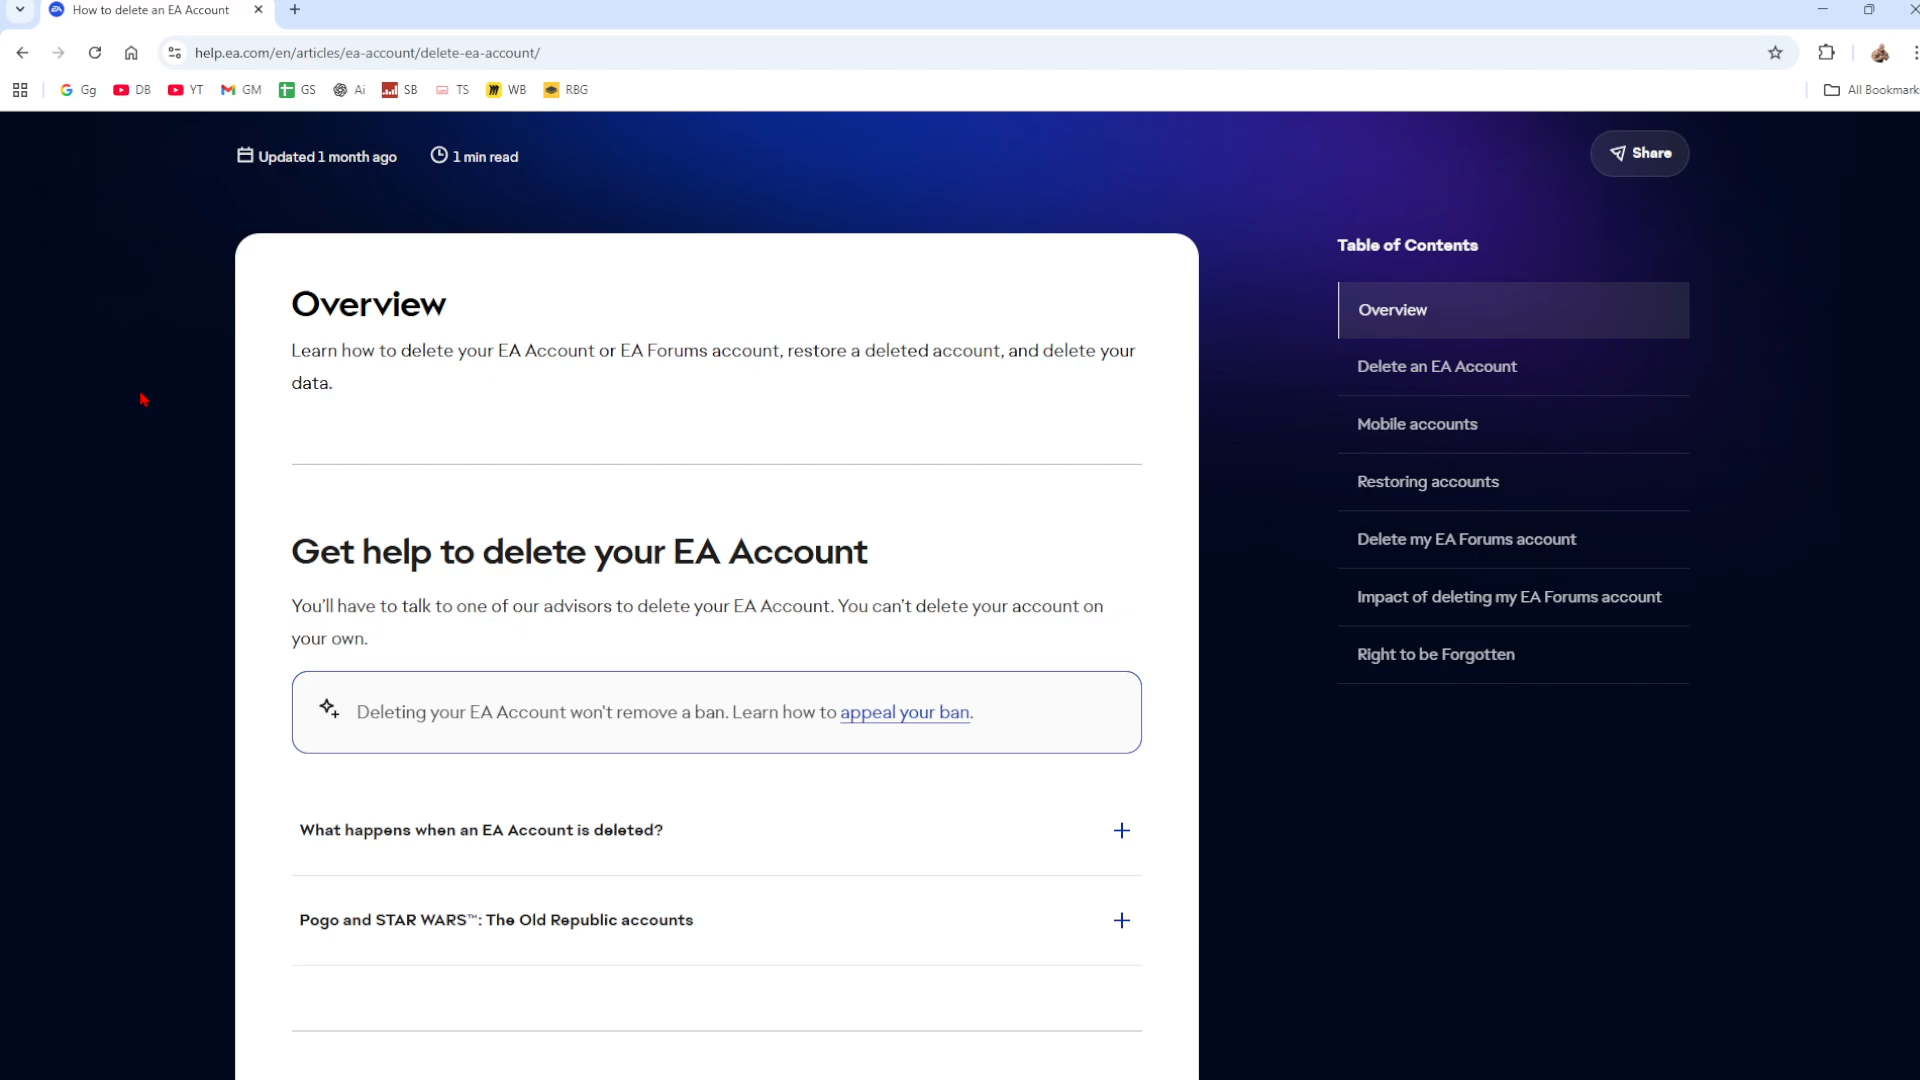 How to delete an EA Account
help.ea.com/en/articles/ea-account/delete-ea-account/
Gg
DB
YT
GM
GS
Ai
SB
TS
WB
RBG
All Bookmark
Updated 1 month ago
1 min read
Share
Overview
Learn how to delete your EA Account or EA Forums account, restore a deleted account, and delete your
data.
Get help to delete your EA Account
You'll have to talk to one of our advisors to delete your EA Account. You can't delete your account on
your own.
Deleting your EA Account won't remove a ban. Learn how to appeal your ban.
What happens when an EA Account is deleted?
Pogo and STAR WARS™: The Old Republic accounts
Table of Contents
Overview
Delete an EA Account
Mobile accounts
Restoring accounts
Delete my EA Forums account
Impact of deleting my EA Forums account
Right to be Forgotten